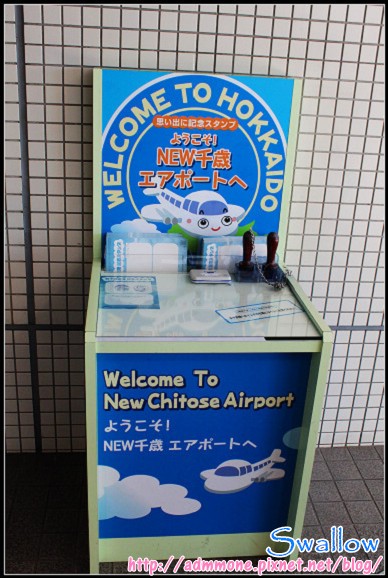 WELCOME TO HOKKAIDO
思い出に記念スタンプ
ようこそ!
NEW千歳
エアポートへ
Welcome To
New Chitose Airport
ようこそ!
NEW千歳 エアポートへ
Swallow
http://admmone.pixnet.net/blog/